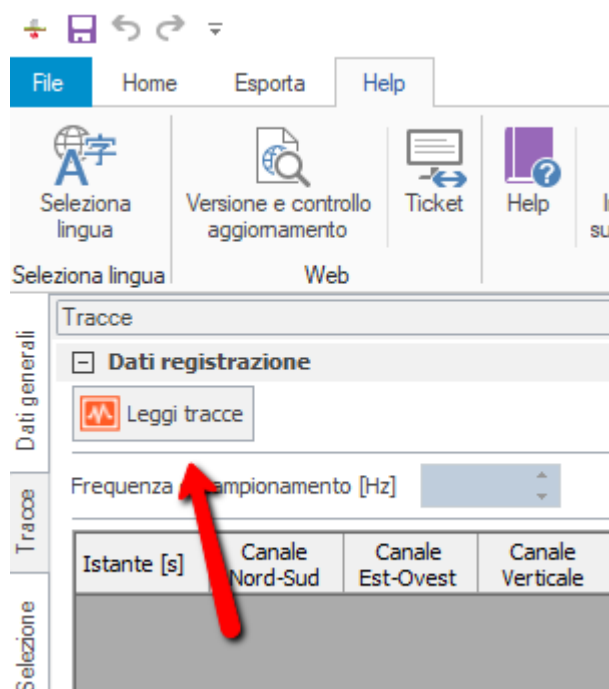 File Home Esporta Help
Seleziona lingua
Versione e controllo aggiornamento
Ticket
Help
Seleziona lingua
Web
Dati generali
Tracce
Selezione
Tracce
Dati registrazione
Leggi tracce
Frequenza ampionamento [Hz]
Istante [s]
Canale Nord-Sud
Canale Est-Ovest
Canale Verticale